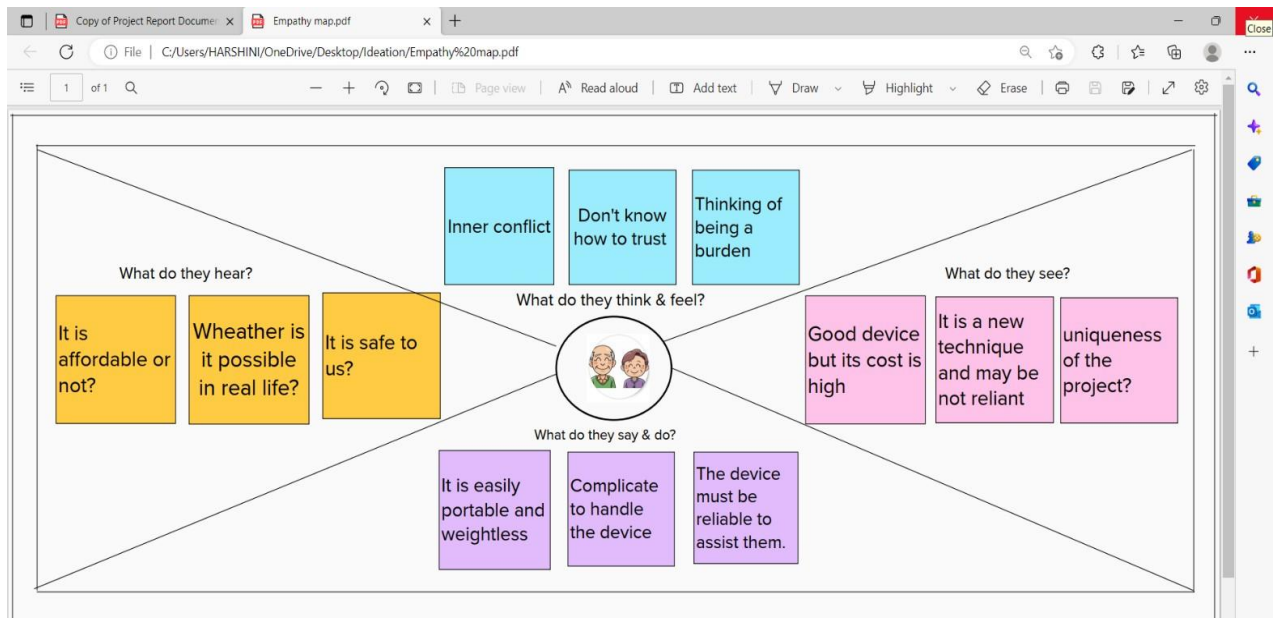 Copy of Project Report Documer
Empathy map.pdf
Close
File
C:/Users/HARSHINI/OneDrive/Desktop/Ideation/Empathy%20map.pdf
1 of 1
Page view
Read aloud
Add text
Draw
Highlight
Erase
Inner conflict
Don't know
how to trust
Thinking of
being a
burden
What do they think & feel?
What do they hear?
It is
affordable or
not?
Wheather is
it possible
in real life?
It is safe to
us?
What do they see?
Good device
but its cost is
high
It is a new
technique
and may be
not reliant
uniqueness
of the
project?
What do they say & do?
It is easily
portable and
weightless
Complicate
to handle
the device
The device
must be
reliable to
assist them.